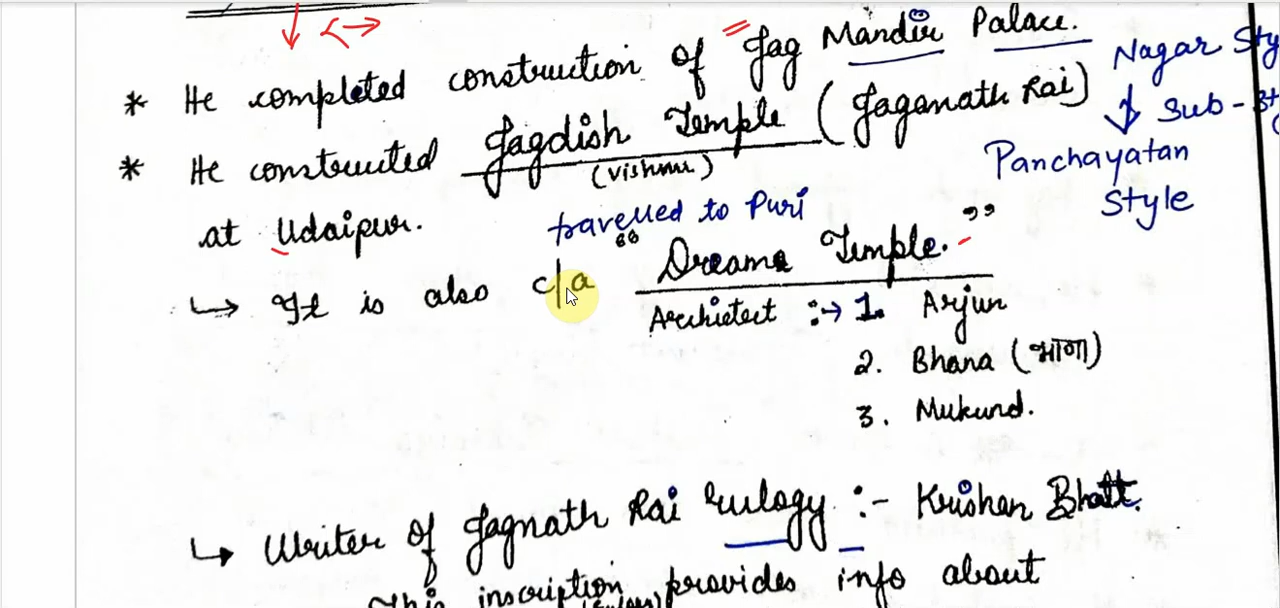 * He completed construction of "Jag Mandir Palace.
Nagar Sty
↓ Sub - St
Panchayatan
Style
* He constructed Jagdish Temple (Jaganath Rai)
(Vishnu)
at Udaipur.
travelled to Puri
↳ It is also c/a "Dream Temple."
Architect :→ 1. Arjun
2. Bhana (भाणा)
3. Mukund.
↳ Writer of Jagnath Rai Eulogy :- Krishan Bhatt.
This inscription provides info about